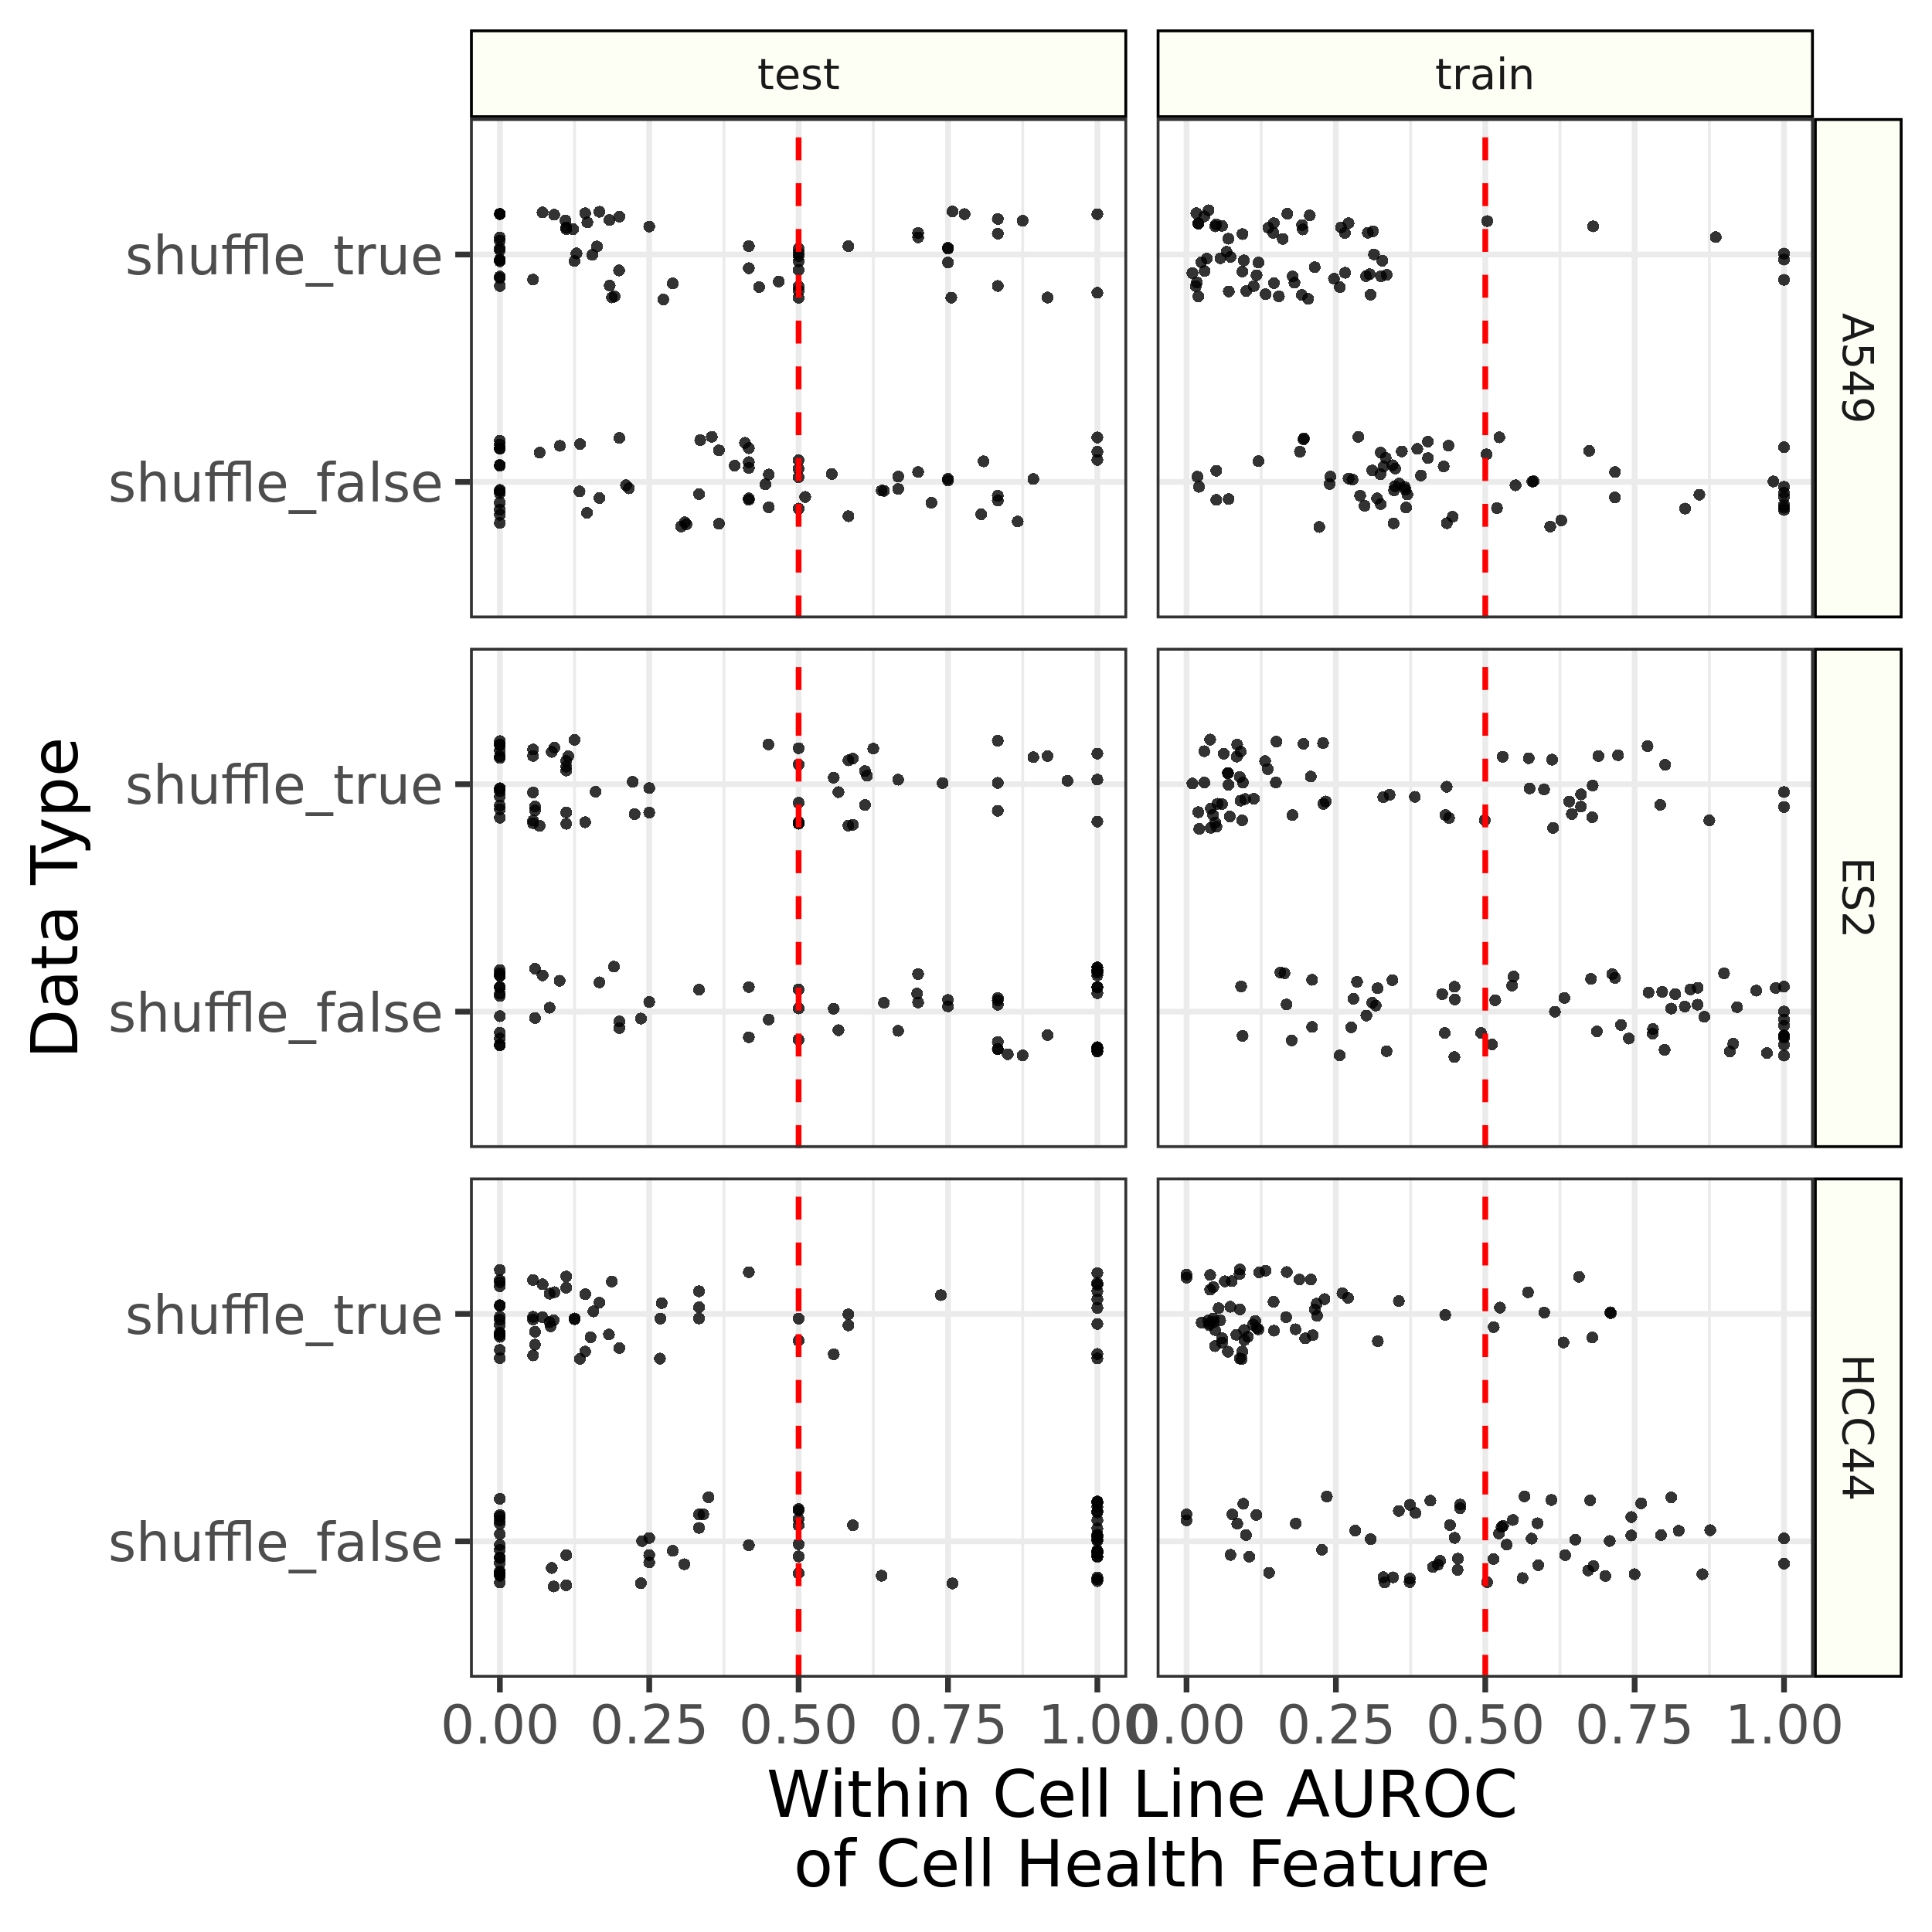 test
train
shuffle_true
shuffle_false
A549
shuffle_true
shuffle_false
ES2
shuffle_true
shuffle_false
HCC44
Data Type
0.00 0.25 0.50 0.75 1.00 0.00 0.25 0.50 0.75 1.00
Within Cell Line AUROC
of Cell Health Feature